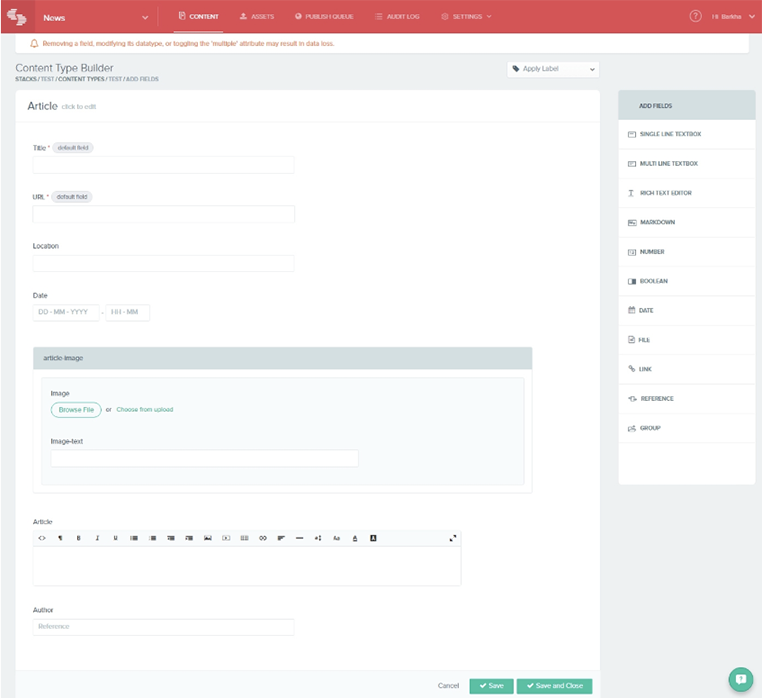 News
CONTENT
ASSETS
PUBLISH QUEUE
AUDIT LOG
SETTINGS
?
Hi
Removing a field, modifying its datatype, or toggling the 'multiple' attribute may result in data loss.
Content Type Builder
STACKS / TEST / CONTENT TYPES / TEST / ADD FIELDS
Apply Label
Article click to edit
Title * default field
URL * default field
Location
Date
DD - MM - YYYY - HH - MM
article image
Image
Browse File or Choose from upload
Image-text
Article
Author
Reference
Cancel
Save
Save and Close
ADD FIELDS
SINGLE LINE TEXTBOX
MULTI LINE TEXTBOX
RICH TEXT EDITOR
MARKDOWN
NUMBER
BOOLEAN
DATE
FILE
LINK
REFERENCE
GROUP